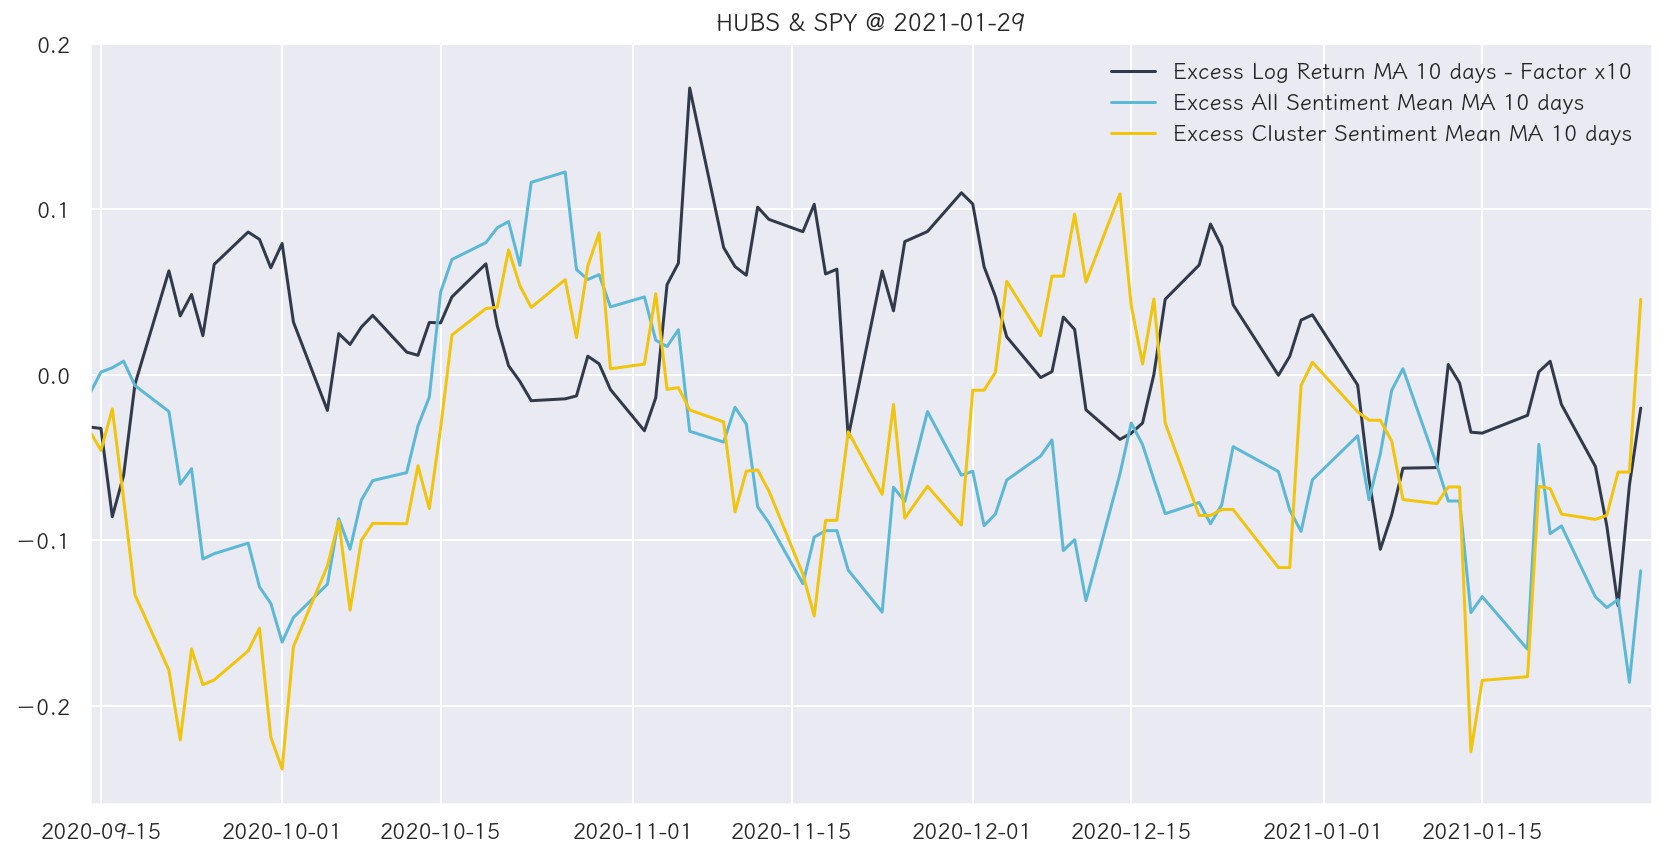 HUBS & SPY @ 2021-01-29
Excess Log Return MA 10 days - Factor x10
Excess All Sentiment Mean MA 10 days
Excess Cluster Sentiment Mean MA 10 days
0.2
0.1
0.0
−0.1
−0.2
2020-09-15 2020-10-01 2020-10-15 2020-11-01 2020-11-15 2020-12-01 2020-12-15 2021-01-01 2021-01-15